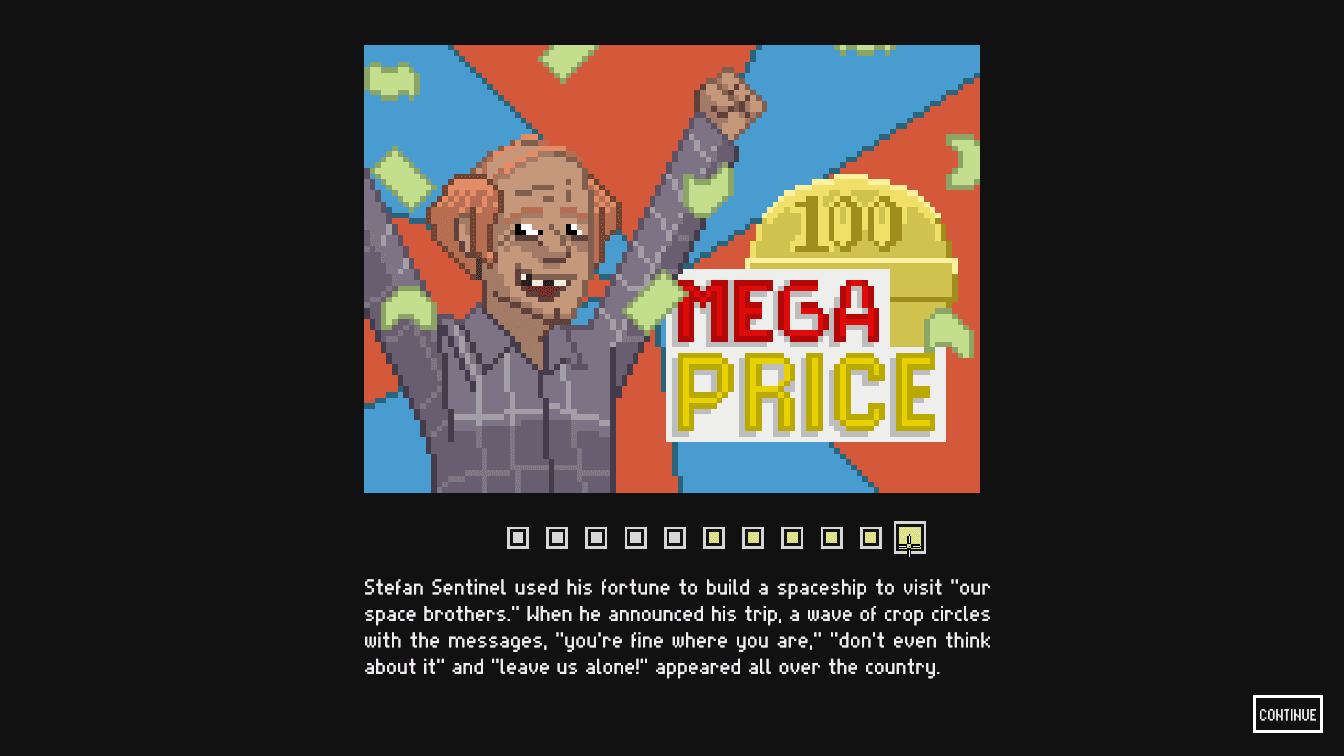 100
MEGA
PRICE
Stefan Sentinel used his fortune to build a spaceship to visit "our
space brothers." When he announced his trip, a wave of crop circles
with the messages, "you're fine where you are," "don't even think
about it" and "leave us alone!" appeared all over the country.
CONTINUE